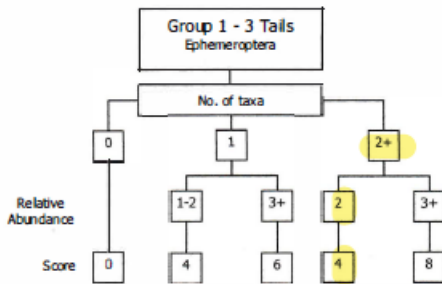 Group 1 - 3 Tails
Ephemeroptera
No. of taxa
0 1 2+
Relative
Abundance
1-2 3+ 2 3+
Score 0 4 6 4 8